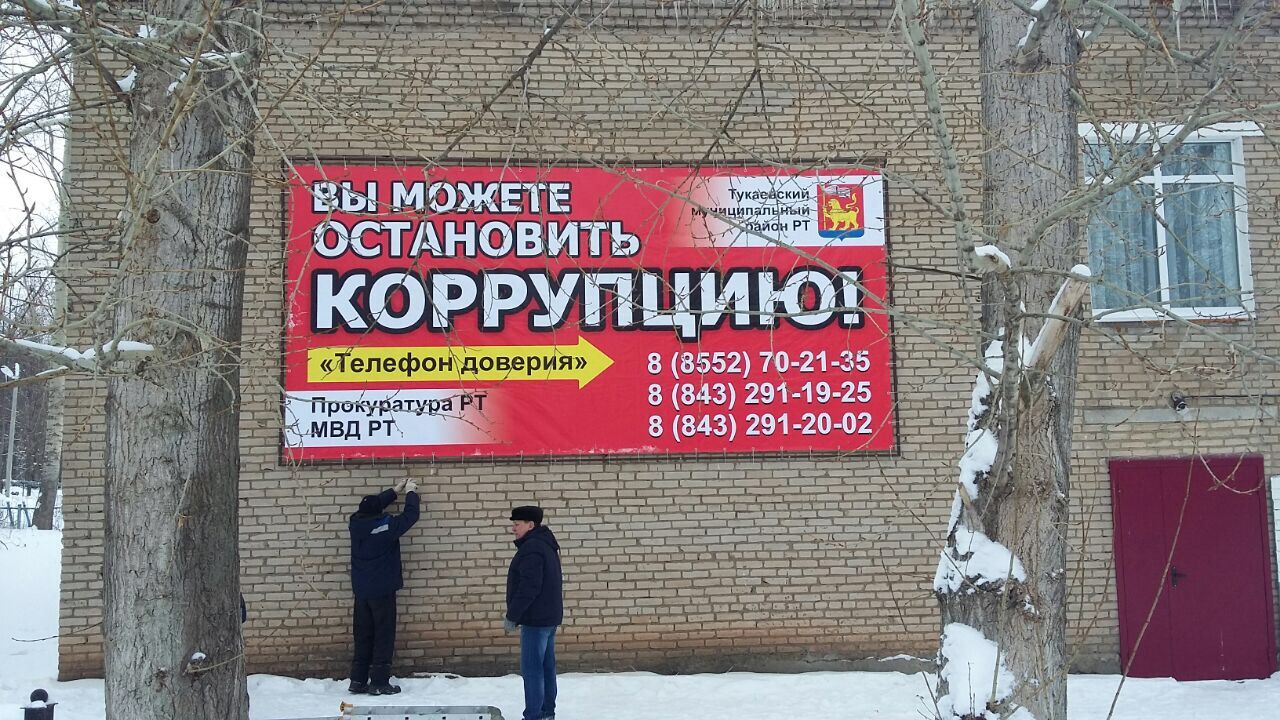 ВЫ МОЖЕТЕ
ОСТАНОВИТЬ
КОРРУПЦИЮ!
Тукаевский
муниципальный
район РТ
«Телефон доверия»
8 (8552) 70-21-35
8 (843) 291-19-25
8 (843) 291-20-02
Прокуратура РТ
МВД РТ